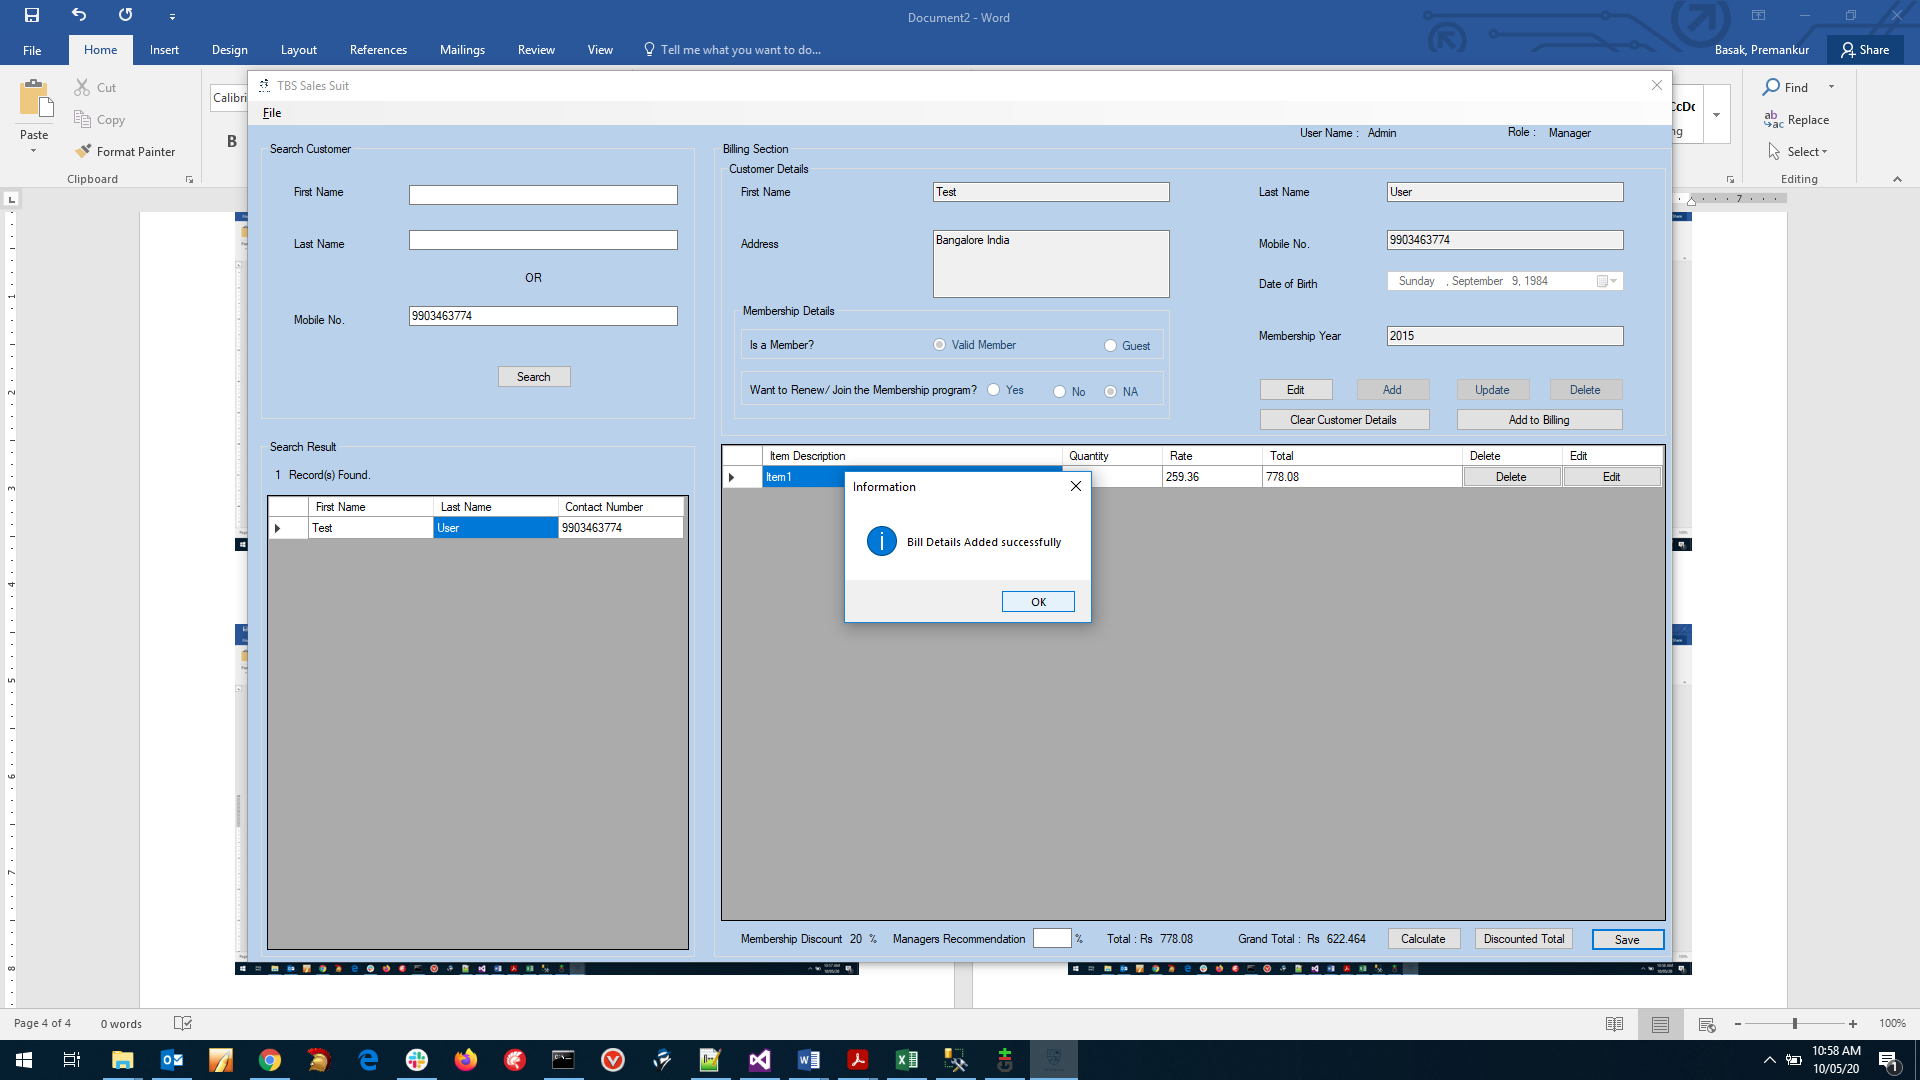 Document2 - Word
File
Home
Insert
Design
Layout
References
Mailings
Review
View
Tell me what you want to do...
Basak, Premankur
Share
Paste
Cut
Copy
Format Painter
Clipboard
Calibri
B
Find
Replace
Select
Editing
TBS Sales Suit
File
User Name : Admin
Role : Manager
Search Customer
First Name
Last Name
OR
Mobile No. 9903463774
Search
Search Result
1 Record(s) Found.
First Name Last Name Contact Number
Test User 9903463774
Billing Section
Customer Details
First Name Test
Last Name User
Address Bangalore India
Mobile No. 9903463774
Date of Birth Sunday , September 9, 1984
Membership Details
Is a Member? Valid Member Guest
Membership Year 2015
Want to Renew/ Join the Membership program? Yes No NA
Edit Add Update Delete
Clear Customer Details Add to Billing
Item Description Quantity Rate Total Delete Edit
Item1 259.36 778.08 Delete Edit
Information
Bill Details Added successfully
OK
Membership Discount 20 % Managers Recommendation % Total : Rs 778.08 Grand Total : Rs 622.464 Calculate Discounted Total Save
Page 4 of 4 0 words
100%
10:58 AM
10/05/20
1